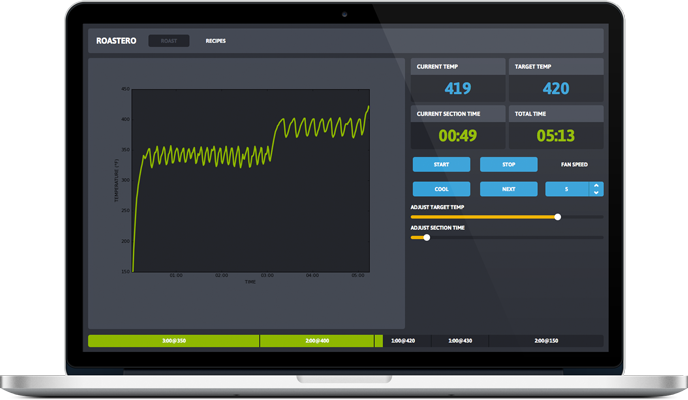 ROASTERO ROAST RECIPES
CURRENT TEMP TARGET TEMP
419 420
CURRENT SECTION TIME TOTAL TIME
00:49 05:13
START STOP FAN SPEED
COOL NEXT 5
ADJUST TARGET TEMP
ADJUST SECTION TIME
450
400
350
300
250
200
150
TEMPERATURE (°F)
01:00 02:00 03:00 04:00 05:00
TIME
3:00@350 2:00@400 1:00@420 1:00@430 2:00@150